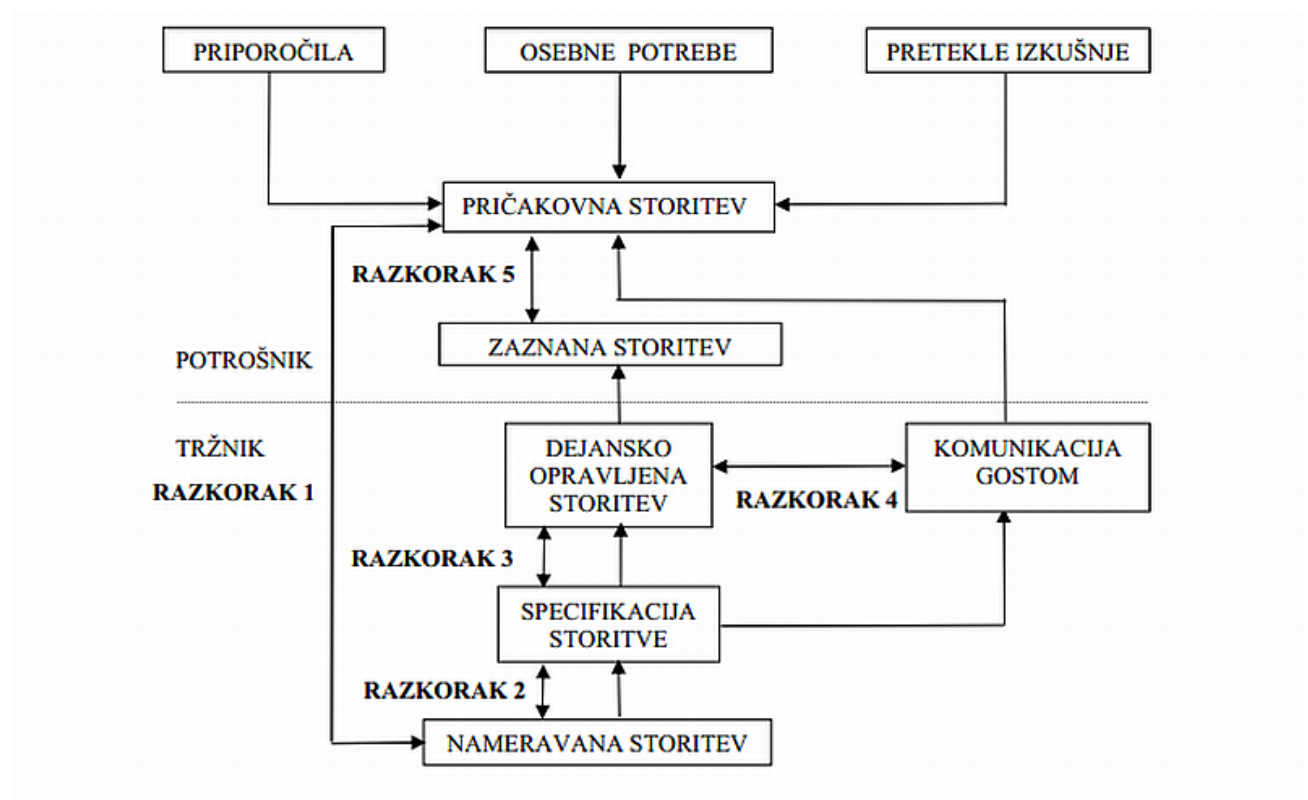 PRIPOROČILA
OSEBNE POTREBE
PRETEKLE IZKUŠNJE
PRIČAKOVNA STORITEV
RAZKORAK 5
ZAZNANA STORITEV
POTROŠNIK
TRŽNIK
RAZKORAK 1
DEJANSKO
OPRAVLJENA
STORITEV
KOMUNIKACIJA
GOSTOM
RAZKORAK 4
RAZKORAK 3
SPECIFIKACIJA
STORITVE
RAZKORAK 2
NAMERAVANA STORITEV